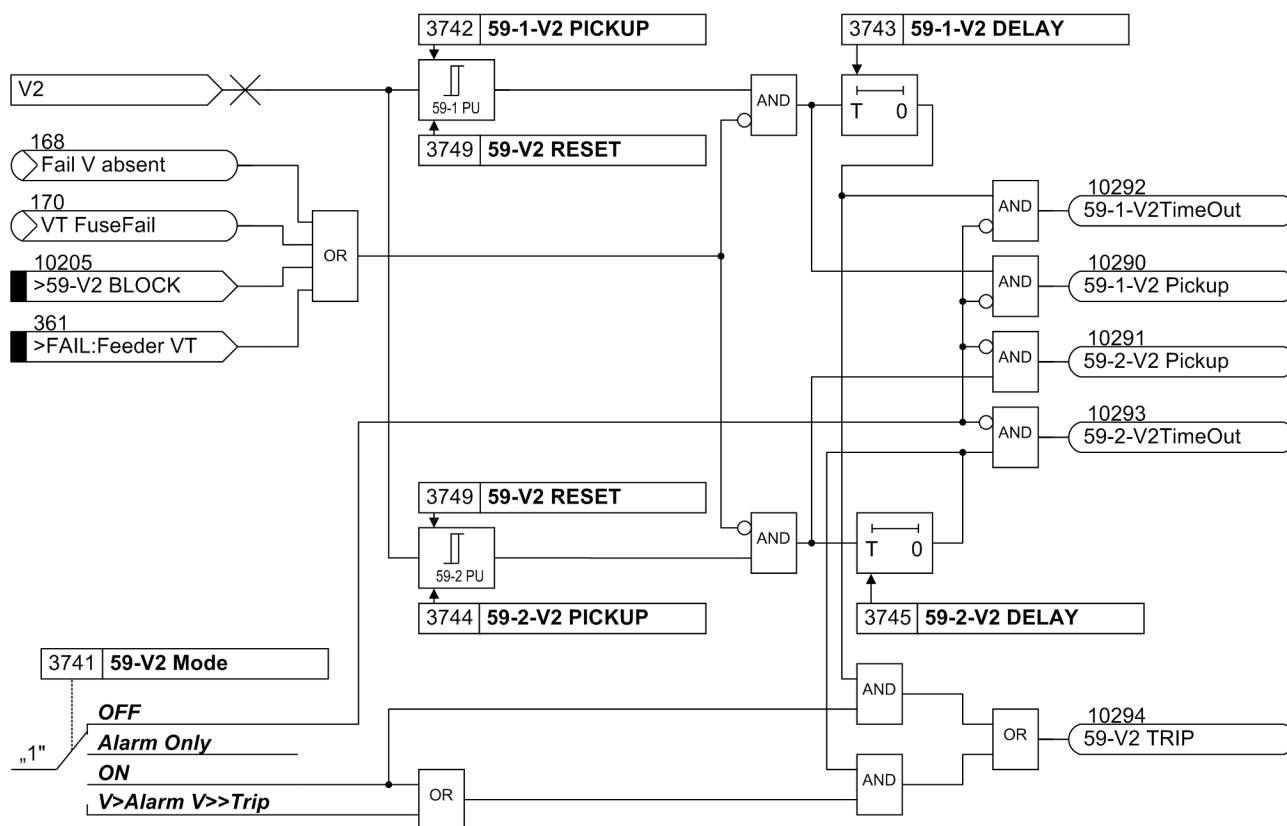 3742 59-1-V2 PICKUP
3743 59-1-V2 DELAY
V2
59-1 PU
AND
T 0
3749 59-V2 RESET
168
Fail V absent
170
VT FuseFail
OR
10205
>59-V2 BLOCK
361
>FAIL:Feeder VT
AND
10292
59-1-V2TimeOut
AND
10290
59-1-V2 Pickup
AND
10291
59-2-V2 Pickup
AND
10293
59-2-V2TimeOut
3749 59-V2 RESET
59-2 PU
AND
T 0
3744 59-2-V2 PICKUP
3745 59-2-V2 DELAY
3741 59-V2 Mode
„1"
OFF
Alarm Only
ON
V>Alarm V>>Trip
OR
AND
AND
OR
10294
59-V2 TRIP